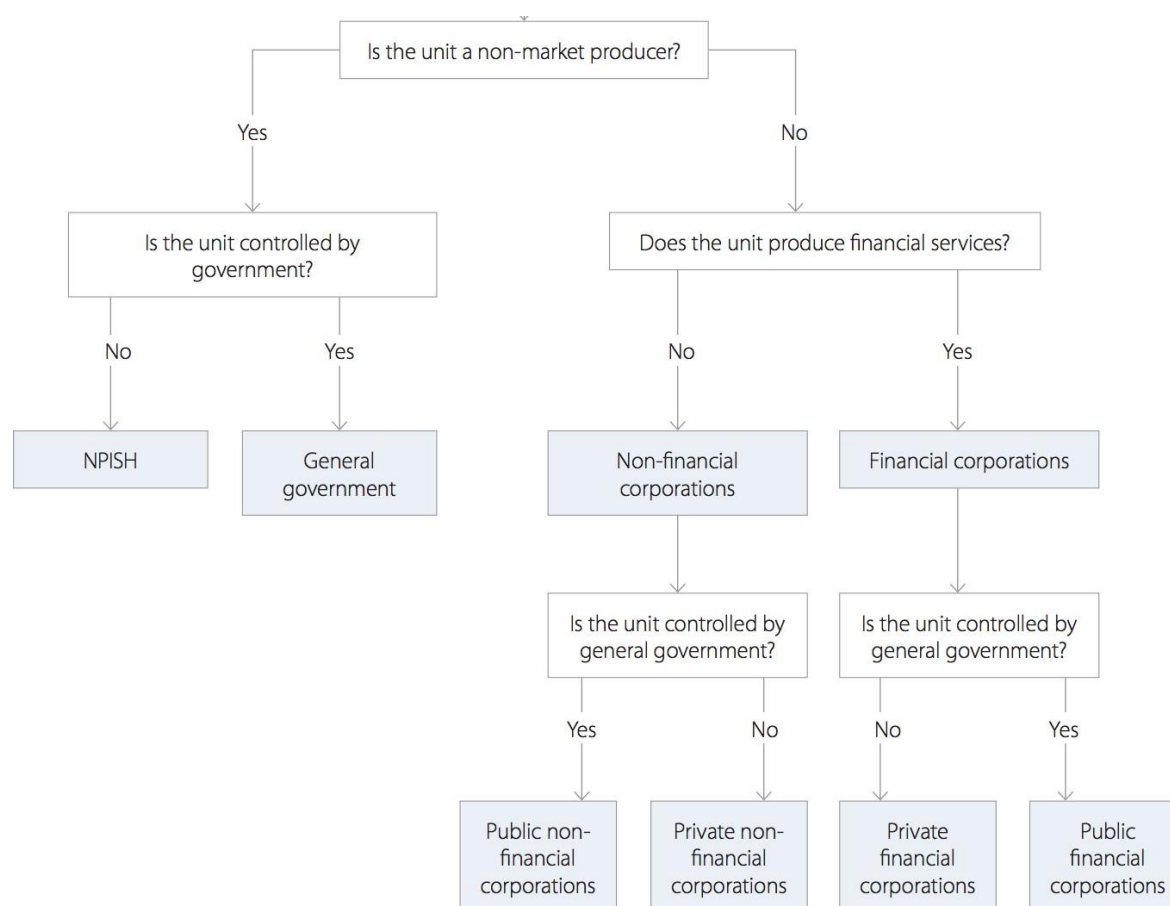 Is the unit a non-market producer?
Yes
No
Is the unit controlled by
government?
Does the unit produce financial services?
No
Yes
No
Yes
NPISH
General
government
Non-financial
corporations
Financial corporations
Is the unit controlled by
general government?
Is the unit controlled by
general government?
Yes
No
No
Yes
Public non-
financial
corporations
Private non-
financial
corporations
Private
financial
corporations
Public
financial
corporations